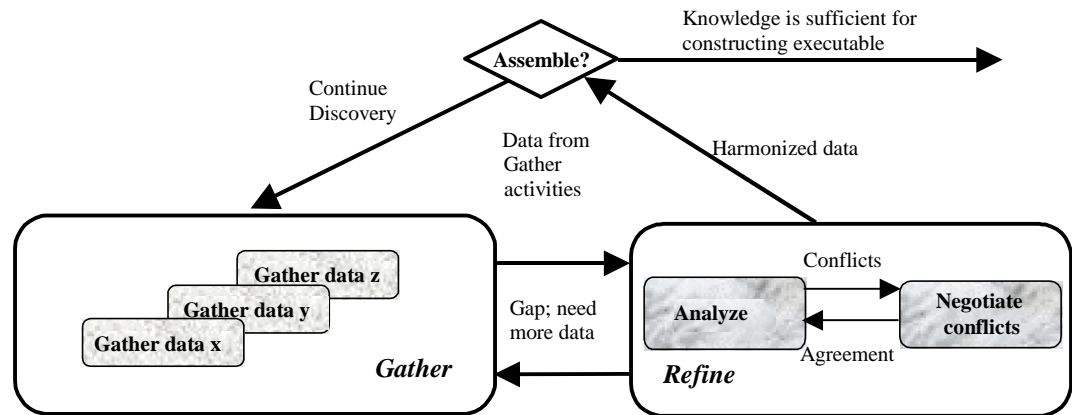 Knowledge is sufficient for
constructing executable
Assemble?
Continue
Discovery
Data from
Gather
activities
Harmonized data
Gather data z
Gather data y
Gather data x
Gather
Gap; need
more data
Conflicts
Analyze
Negotiate
conflicts
Agreement
Refine